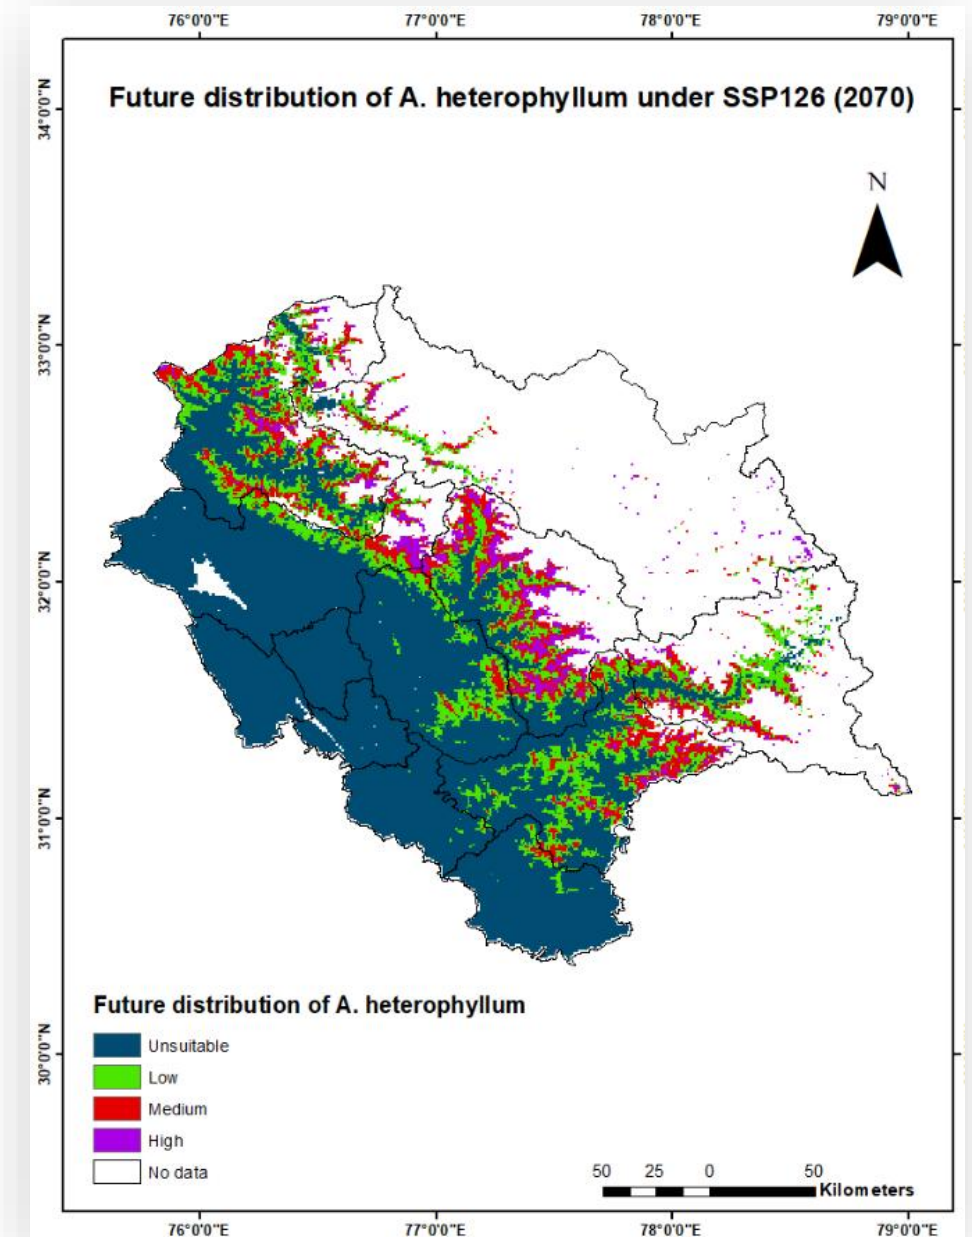 76°0'0"E 77°0'0"E 78°0'0"E 79°0'0"E
Future distribution of A. heterophyllum under SSP126 (2070)
34°0'0"N
N
33°0'0"N
32°0'0"N
31°0'0"N
30°0'0"N
Future distribution of A. heterophyllum
Unsuitable
Low
Medium
High
No data
50 25 0 50
Kilometers
76°0'0"E 77°0'0"E 78°0'0"E 79°0'0"E